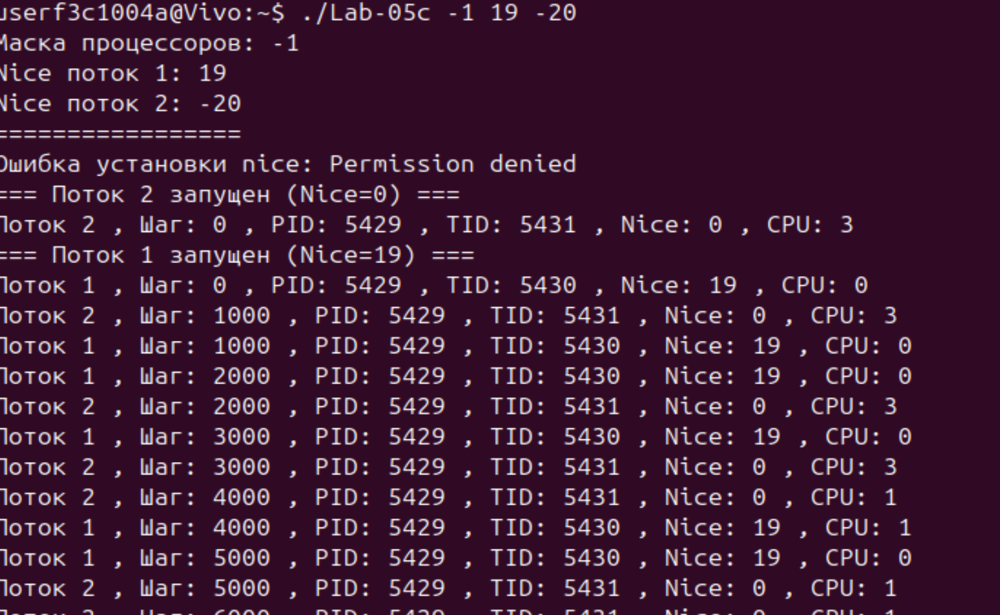 userf3c1004a@Vivo:~$ ./Lab-05c -1 19 -20
Маска процессоров: -1
Nice поток 1: 19
Nice поток 2: -20
=================
Ошибка установки nice: Permission denied
=== Поток 2 запущен (Nice=0) ===
Поток 2 , Шаг: 0 , PID: 5429 , TID: 5431 , Nice: 0 , CPU: 3
=== Поток 1 запущен (Nice=19) ===
Поток 1 , Шаг: 0 , PID: 5429 , TID: 5430 , Nice: 19 , CPU: 0
Поток 2 , Шаг: 1000 , PID: 5429 , TID: 5431 , Nice: 0 , CPU: 3
Поток 1 , Шаг: 1000 , PID: 5429 , TID: 5430 , Nice: 19 , CPU: 0
Поток 1 , Шаг: 2000 , PID: 5429 , TID: 5430 , Nice: 19 , CPU: 0
Поток 2 , Шаг: 2000 , PID: 5429 , TID: 5431 , Nice: 0 , CPU: 3
Поток 1 , Шаг: 3000 , PID: 5429 , TID: 5430 , Nice: 19 , CPU: 0
Поток 2 , Шаг: 3000 , PID: 5429 , TID: 5431 , Nice: 0 , CPU: 3
Поток 2 , Шаг: 4000 , PID: 5429 , TID: 5431 , Nice: 0 , CPU: 1
Поток 1 , Шаг: 4000 , PID: 5429 , TID: 5430 , Nice: 19 , CPU: 1
Поток 1 , Шаг: 5000 , PID: 5429 , TID: 5430 , Nice: 19 , CPU: 0
Поток 2 , Шаг: 5000 , PID: 5429 , TID: 5431 , Nice: 0 , CPU: 1
Поток 2 , Шаг: 6000 , PID: 5429 , TID: 5431 , Nice: 0 , CPU: 1